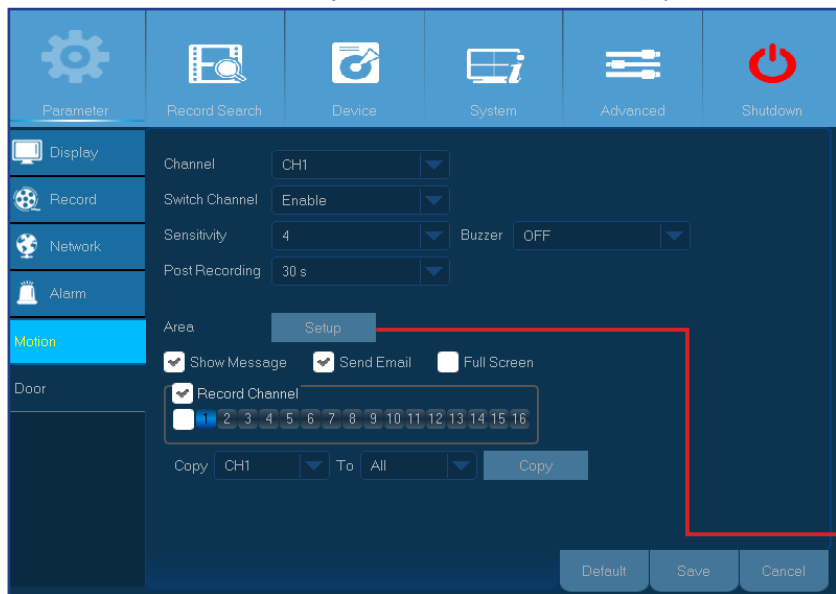 Parameter Record Search Device System Advanced Shutdown
Display
Record
Network
Alarm
Motion
Door
Channel CH1
Switch Channel Enable
Sensitivity 4 Buzzer OFF
Post Recording 30 s
Area Setup
Show Message Send Email Full Screen
Record Channel
1 2 3 4 5 6 7 8 9 10 11 12 13 14 15 16
Copy CH1 To All Copy
Default Save Cancel